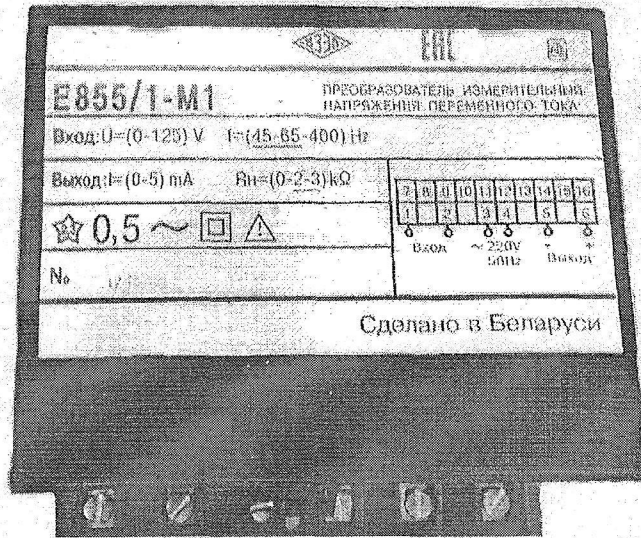 ВЗЭП ЕАС
Е855/1-М1
ПРЕОБРАЗОВАТЕЛЬ ИЗМЕРИТЕЛЬНЫЙ
НАПРЯЖЕНИЯ ПЕРЕМЕННОГО ТОКА
Вход:U=(0-125) V f=(45-65-400) Hz
Выход:I=(0-5) mA Rн=(0-2-3)kΩ
0,5 ~
7 8 9 10 11 12 13 14 15 16
1 2 3 4 5 6
Вход ~ 220V - +
50Hz Выход
№
Сделано в Беларуси